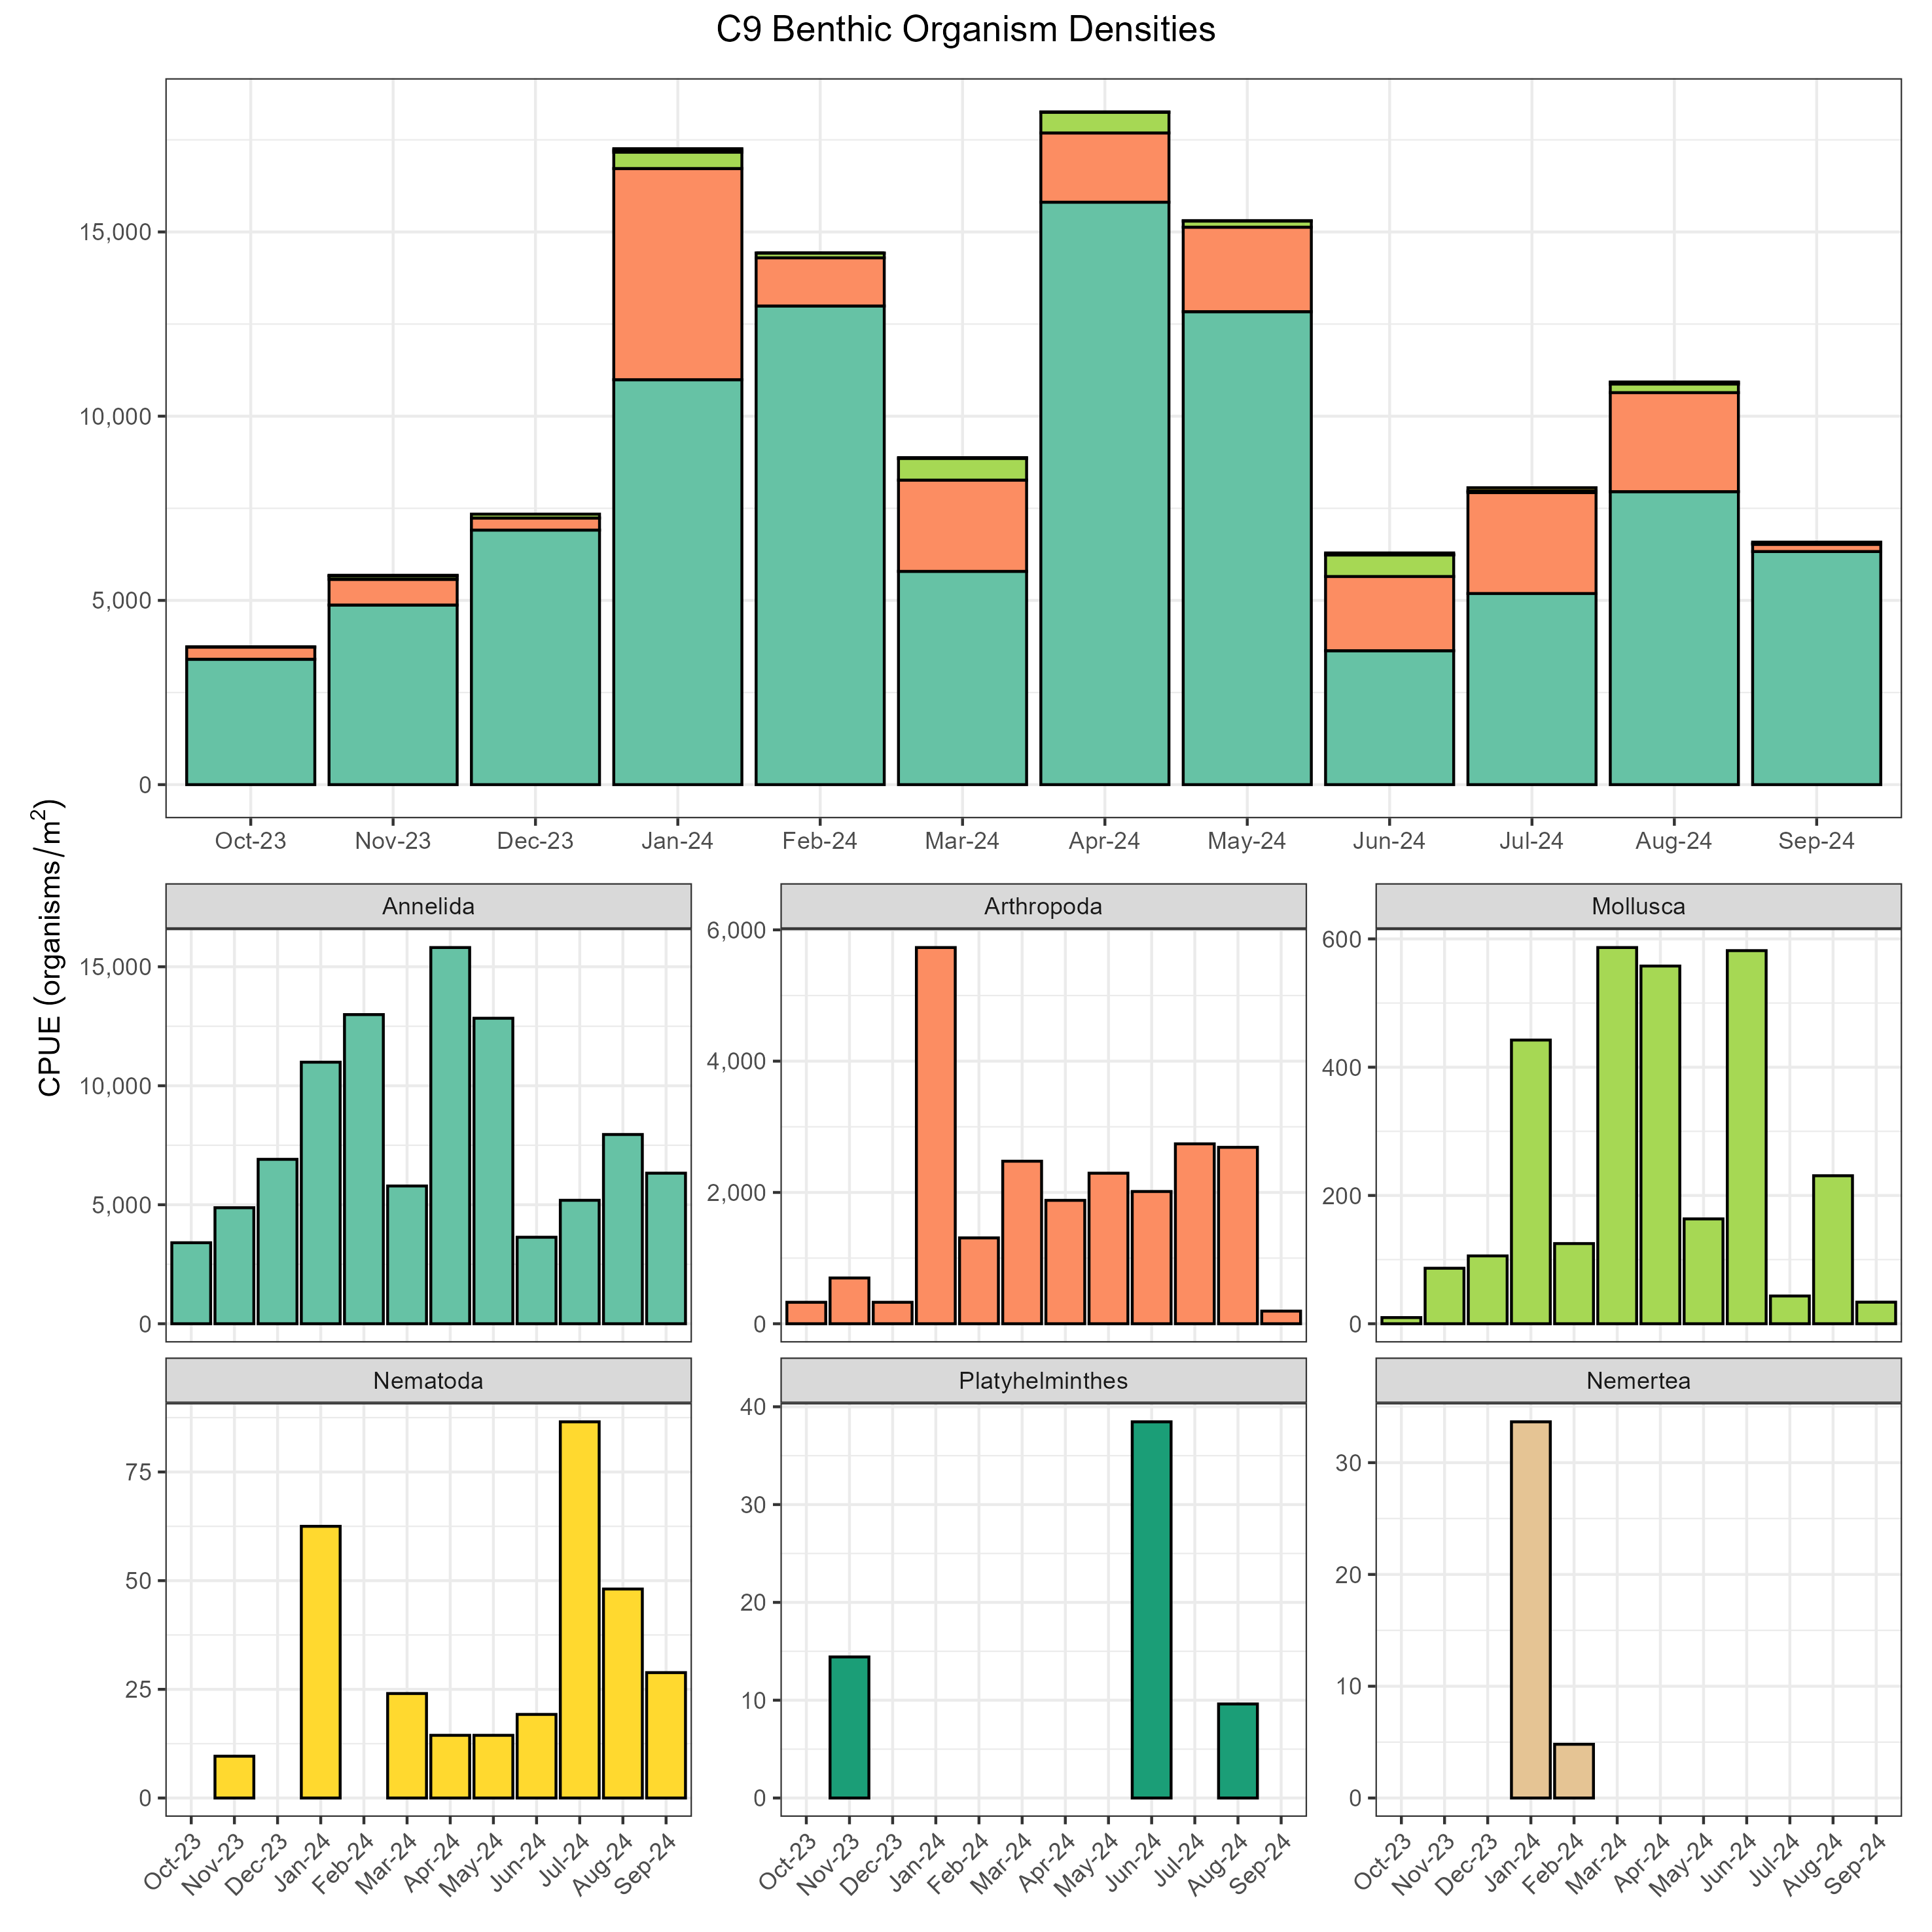 C9 Benthic Organism Densities
CPUE (organisms/m²)
15,000
10,000
5,000
0
Oct-23 Nov-23 Dec-23 Jan-24 Feb-24 Mar-24 Apr-24 May-24 Jun-24 Jul-24 Aug-24 Sep-24
Annelida
15,000
10,000
5,000
0
Arthropoda
6,000
4,000
2,000
0
Mollusca
600
400
200
0
Nematoda
75
50
25
0
Oct-23 Nov-23 Dec-23 Jan-24 Feb-24 Mar-24 Apr-24 May-24 Jun-24 Jul-24 Aug-24 Sep-24
Platyhelminthes
40
30
20
10
0
Oct-23 Nov-23 Dec-23 Jan-24 Feb-24 Mar-24 Apr-24 May-24 Jun-24 Jul-24 Aug-24 Sep-24
Nemertea
30
20
10
0
Oct-23 Nov-23 Dec-23 Jan-24 Feb-24 Mar-24 Apr-24 May-24 Jun-24 Jul-24 Aug-24 Sep-24